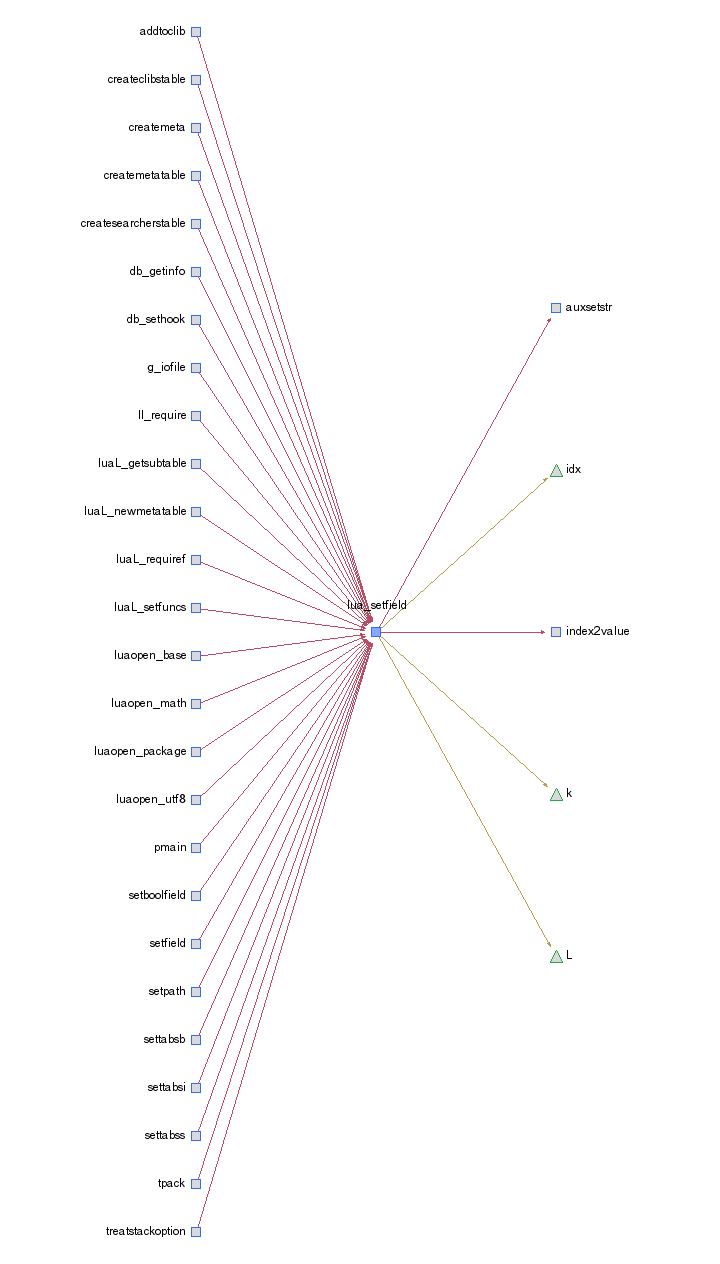 addtoclib
createclibstable
createmeta
createmetatable
createsearcherstable
db_getinfo
db_sethook
g_iofile
ll_require
luaL_getsubtable
luaL_newmetatable
luaL_requiref
luaL_setfuncs
luaopen_base
luaopen_math
luaopen_package
luaopen_utf8
pmain
setboolfield
setfield
setpath
settabsb
settabsi
settabss
tpack
treatstackoption
lua_setfield
auxsetstr
idx
index2value
k
L